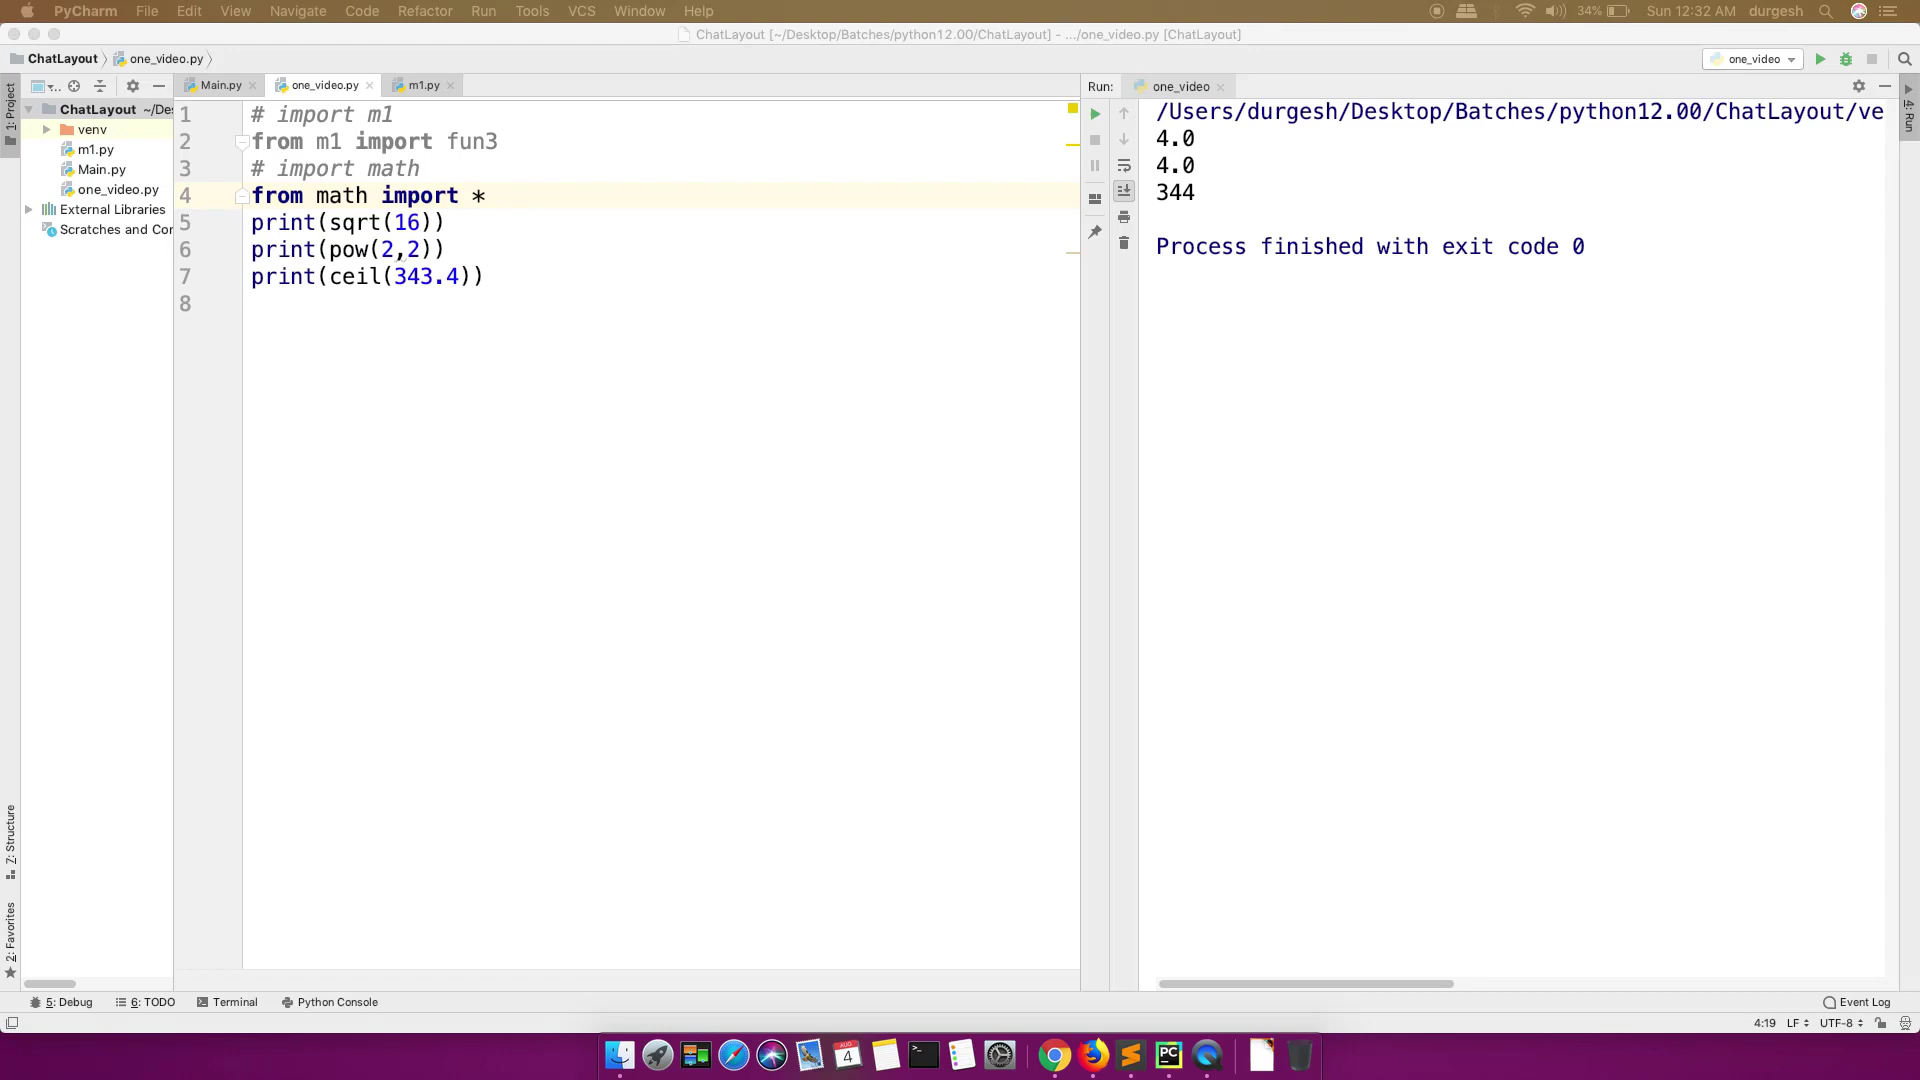 PyCharm File Edit View Navigate Code Refactor Run Tools VCS Window Help 34% Sun 12:32 AM durgesh
ChatLayout [~/Desktop/Batches/python12.00/ChatLayout] - .../one_video.py [ChatLayout]
ChatLayout one_video.py one_video
1: Project
Main.py one_video.py m1.py
Run: one_video
4: Run
ChatLayout ~/Des
venv
m1.py
Main.py
one_video.py
External Libraries
Scratches and Cor
1 # import m1
2 from m1 import fun3
3 # import math
4 from math import *
5 print(sqrt(16))
6 print(pow(2,2))
7 print(ceil(343.4))
8
/Users/durgesh/Desktop/Batches/python12.00/ChatLayout/ve
4.0
4.0
344
Process finished with exit code 0
7: Structure
2: Favorites
5: Debug 6: TODO Terminal Python Console Event Log
4:19 LF UTF-8
AUG
4
PC